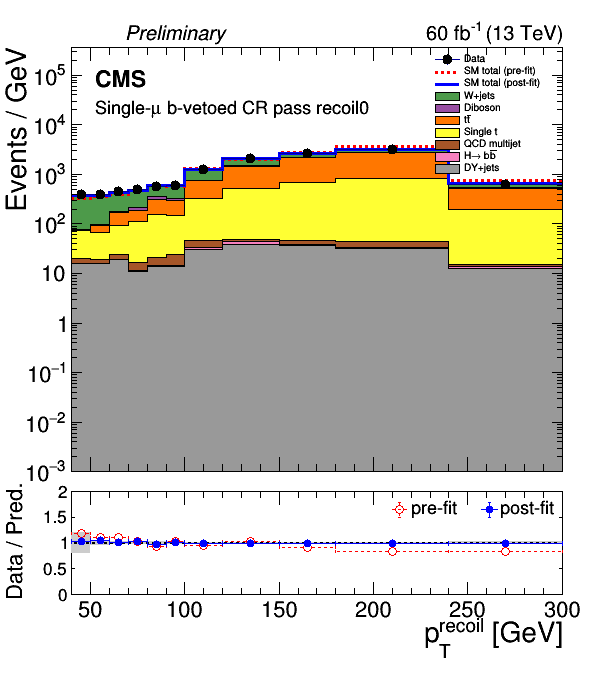 Preliminary 60 fb⁻¹ (13 TeV)
CMS
Single-μ b-vetoed CR pass recoil0
Data
SM total (pre-fit)
SM total (post-fit)
W+jets
Diboson
tt̄
Single t
QCD multijet
H→ bb̄
DY+jets
Events / GeV
10⁵
10⁴
10³
10²
10
1
10⁻¹
10⁻²
10⁻³
pre-fit post-fit
Data / Pred.
2
1.5
1
0.5
0
50 100 150 200 250 300
p_T^recoil [GeV]